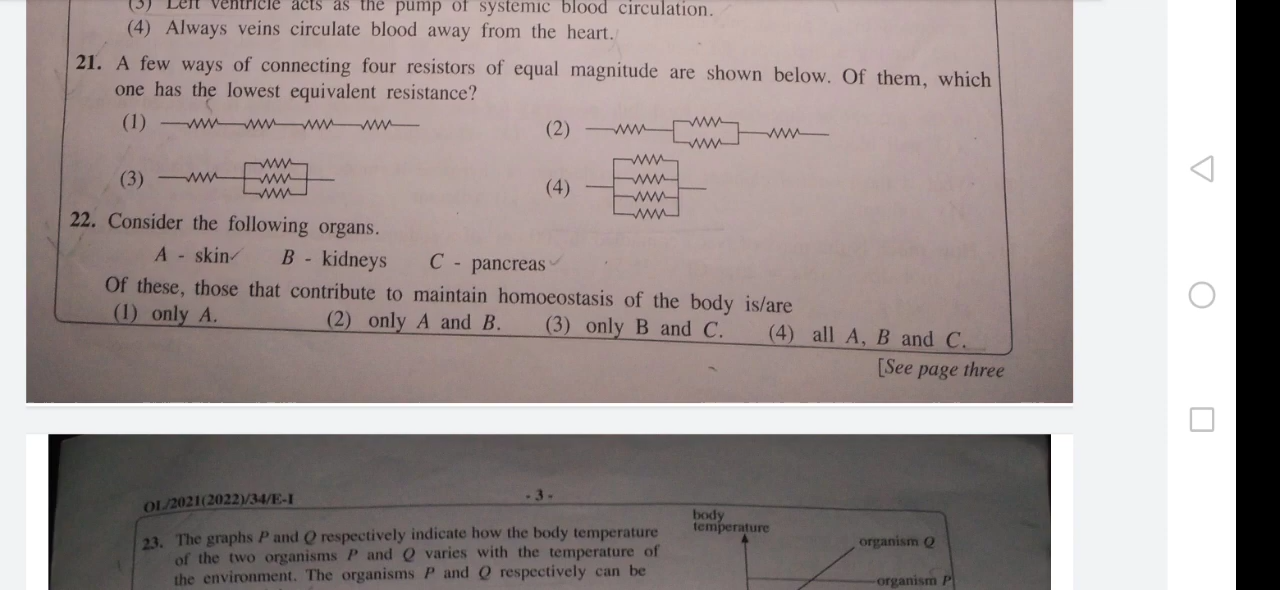 (3) Left ventricle acts as the pump of systemic blood circulation.
(4) Always veins circulate blood away from the heart.
21. A few ways of connecting four resistors of equal magnitude are shown below. Of them, which
one has the lowest equivalent resistance?
(1) (2)
(3) (4)
22. Consider the following organs.
A - skin B - kidneys C - pancreas
Of these, those that contribute to maintain homoeostasis of the body is/are
(1) only A. (2) only A and B. (3) only B and C. (4) all A, B and C.
[See page three
OL/2021(2022)/34/E-I - 3 -
23. The graphs P and Q respectively indicate how the body temperature
of the two organisms P and Q varies with the temperature of
the environment. The organisms P and Q respectively can be
body
temperature
organism Q
organism P